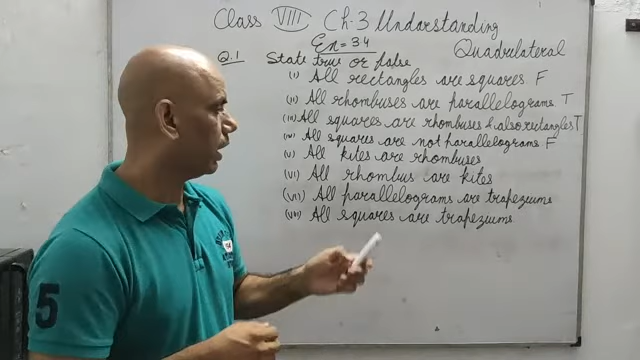 Class VIII Ch.3 Understanding
Quadrilateral
Ex = 3.4
Q.1 State true or false
(i) All rectangles are squares. F
(ii) All rhombuses are parallelograms. T
(iii) All squares are rhombuses & also rectangles T
(iv) All squares are not parallelograms. F
(v) All kites are rhombuses
(vi) All rhombus are kites
(vii) All parallelograms are trapeziums
(viii) All squares are trapeziums.
5